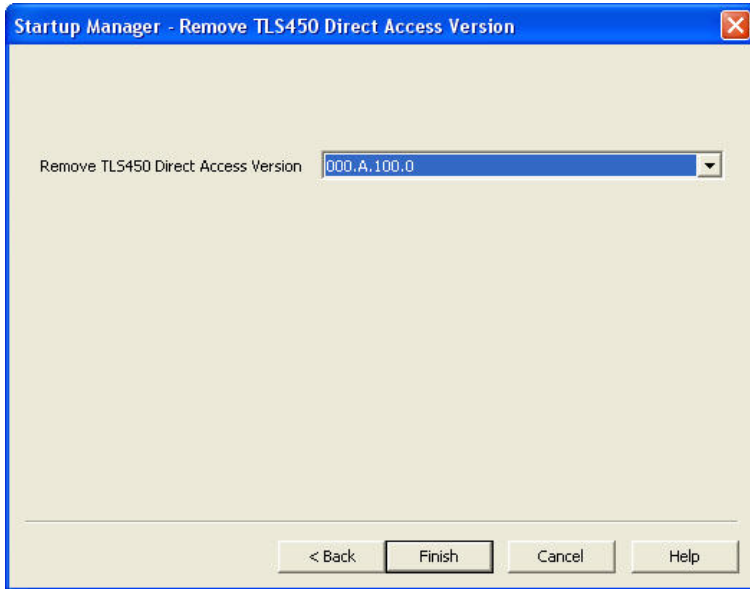 Startup Manager - Remove TLS450 Direct Access Version
Remove TLS450 Direct Access Version 000.A.100.0
< Back Finish Cancel Help